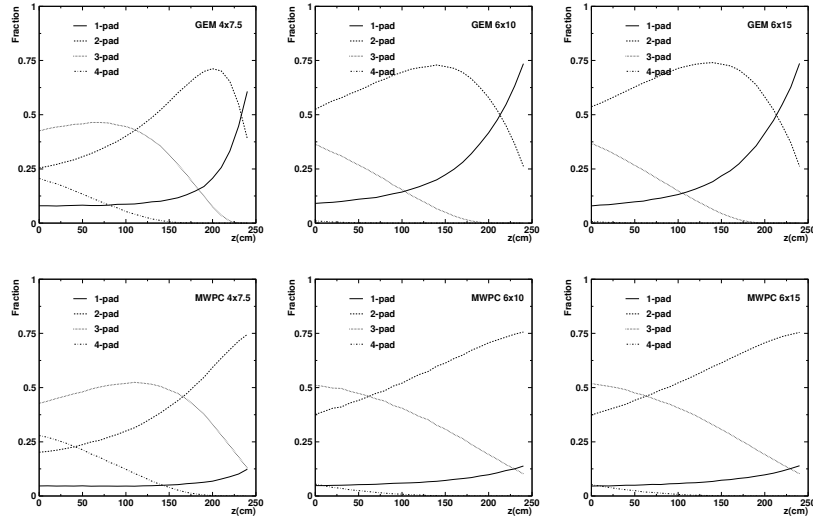 Fraction
1
0.75
0.5
0.25
0
GEM 4x7.5
1-pad
2-pad
3-pad
4-pad
0 50 100 150 200 250
z(cm)
Fraction
1
0.75
0.5
0.25
0
GEM 6x10
1-pad
2-pad
3-pad
4-pad
0 50 100 150 200 250
z(cm)
Fraction
1
0.75
0.5
0.25
0
GEM 6x15
1-pad
2-pad
3-pad
4-pad
0 50 100 150 200 250
z(cm)
Fraction
1
0.75
0.5
0.25
0
MWPC 4x7.5
1-pad
2-pad
3-pad
4-pad
0 50 100 150 200 250
z(cm)
Fraction
1
0.75
0.5
0.25
0
MWPC 6x10
1-pad
2-pad
3-pad
4-pad
0 50 100 150 200 250
z(cm)
Fraction
1
0.75
0.5
0.25
0
MWPC 6x15
1-pad
2-pad
3-pad
4-pad
0 50 100 150 200 250
z(cm)